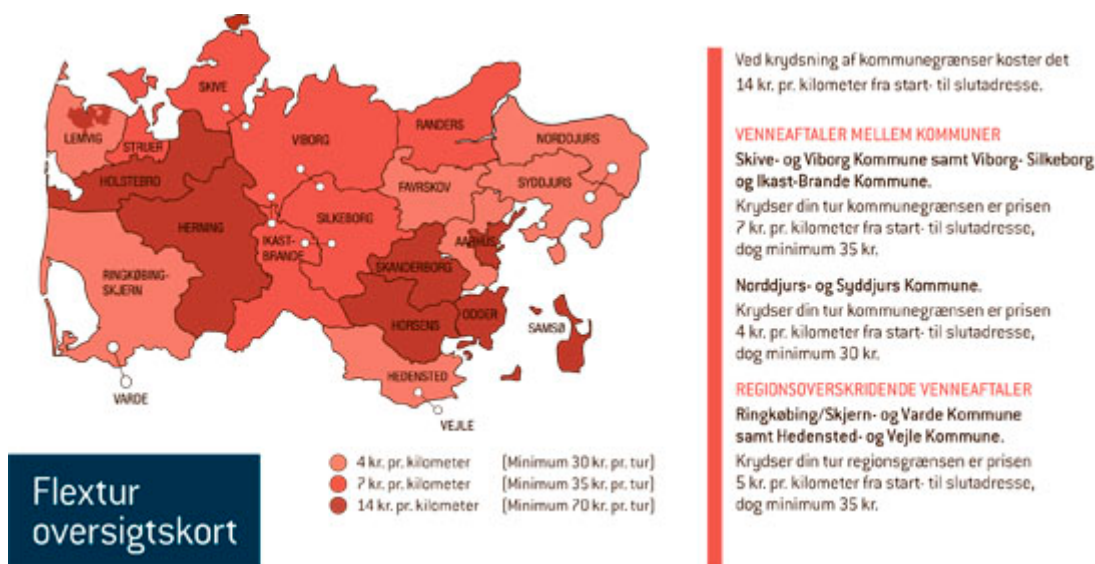 SKIVE
LEMVIG
STRUER
VIBORG
RANDERS
NORDDJURS
HOLSTEBRO
FAVRSKOV
SYDDJURS
HERNING
SILKEBORG
IKAST-
BRANDE
AARHUS
SKANDERBORG
RINGKØBING-
SKJERN
HORSENS
ODDER
SAMSØ
HEDENSTED
VARDE
VEJLE
4 kr. pr. kilometer (Minimum 30 kr. pr. tur)
7 kr. pr. kilometer (Minimum 35 kr. pr. tur)
14 kr. pr. kilometer (Minimum 70 kr. pr. tur)
Flextur
oversigtskort
Ved krydsning af kommunegrænser koster det
14 kr. pr. kilometer fra start- til slutadresse.
VENNEAFTALER MELLEM KOMMUNER
Skive- og Viborg Kommune samt Viborg- Silkeborg
og Ikast-Brande Kommune.
Krydser din tur kommunegrænsen er prisen
7 kr. pr. kilometer fra start- til slutadresse,
dog minimum 35 kr.
Norddjurs- og Syddjurs Kommune.
Krydser din tur kommunegrænsen er prisen
4 kr. pr. kilometer fra start- til slutadresse,
dog minimum 30 kr.
REGIONSOVERSKRIDENDE VENNEAFTALER
Ringkøbing/Skjern- og Varde Kommune
samt Hedensted- og Vejle Kommune.
Krydser din tur regionsgrænsen er prisen
5 kr. pr. kilometer fra start- til slutadresse,
dog minimum 35 kr.